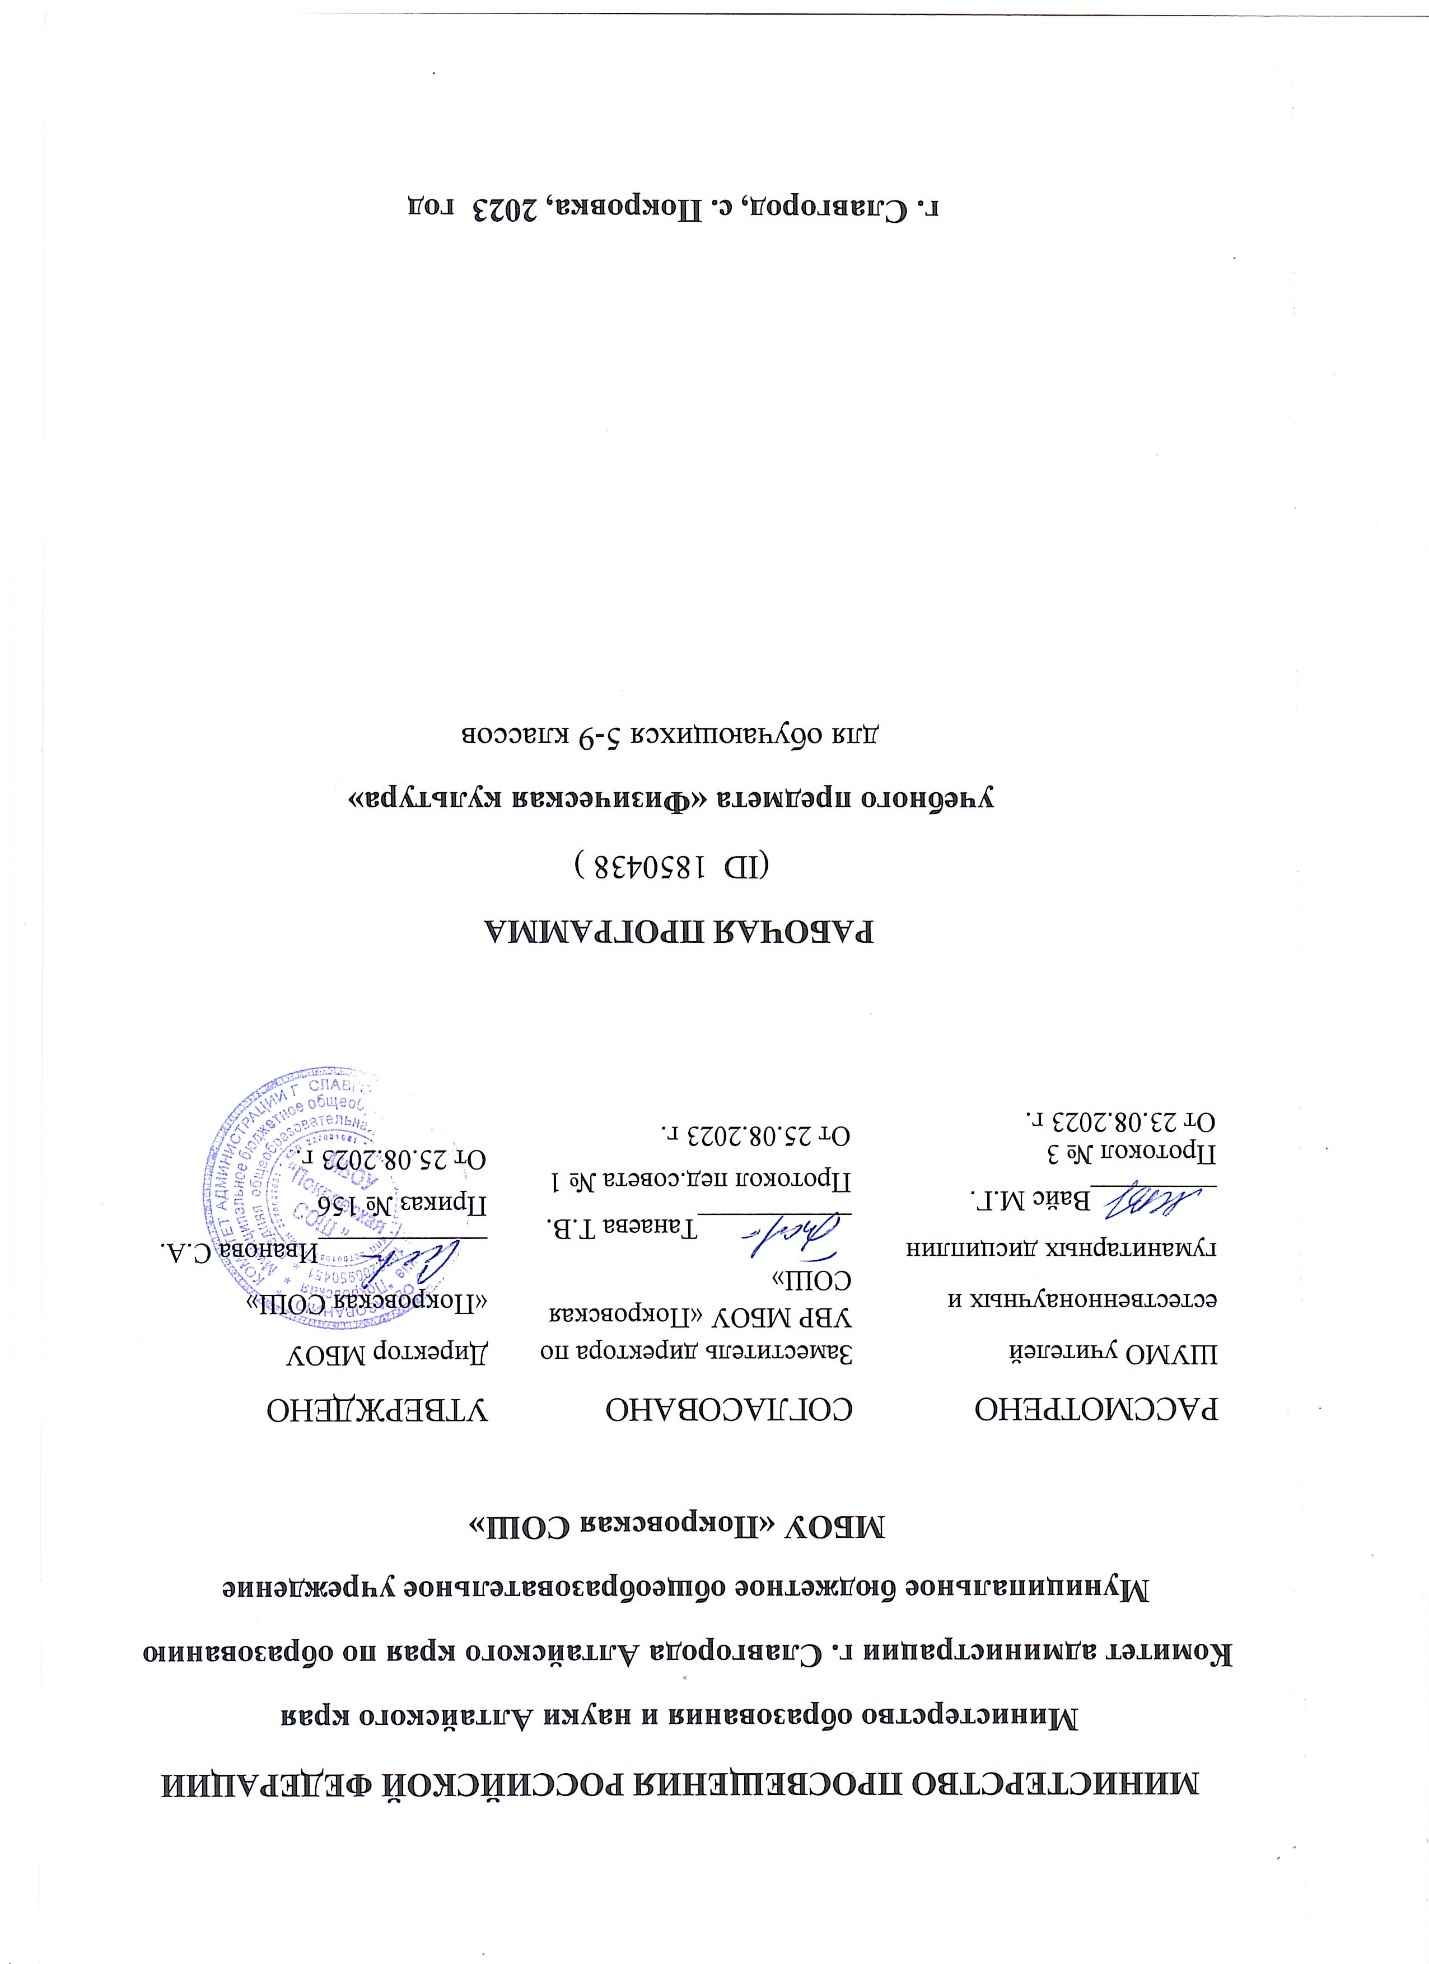 МИНИСТЕРСТВО ПРОСВЕЩЕНИЯ РОССИЙСКОЙ ФЕДЕРАЦИИ
Министерство образования и науки Алтайского края
Комитет администрации г. Славгорода Алтайского края по образованию
Муниципальное бюджетное общеобразовательное учреждение
МБОУ «Покровская СОШ»
РАССМОТРЕНО
ШУМО учителей
естественнонаучных и
гуманитарных дисциплин
Вайс М.Г.
Протокол № 3
От 23.08.2023 г.
СОГЛАСОВАНО
Заместитель директора по
УВР МБОУ «Покровская
СОШ»
Танаева Т.В.
Протокол пед.совета № 1
От 25.08.2023 г.
УТВЕРЖДЕНО
Директор МБОУ
«Покровская СОШ»
Иванова С.А.
Приказ № 156
От 25.08.2023 г.
МБОУ
"Покровская
СОШ"
РАБОЧАЯ ПРОГРАММА
(ID 1850438 )
учебного предмета «Физическая культура»
для обучающихся 5-9 классов
г. Славгород, с. Покровка, 2023 год